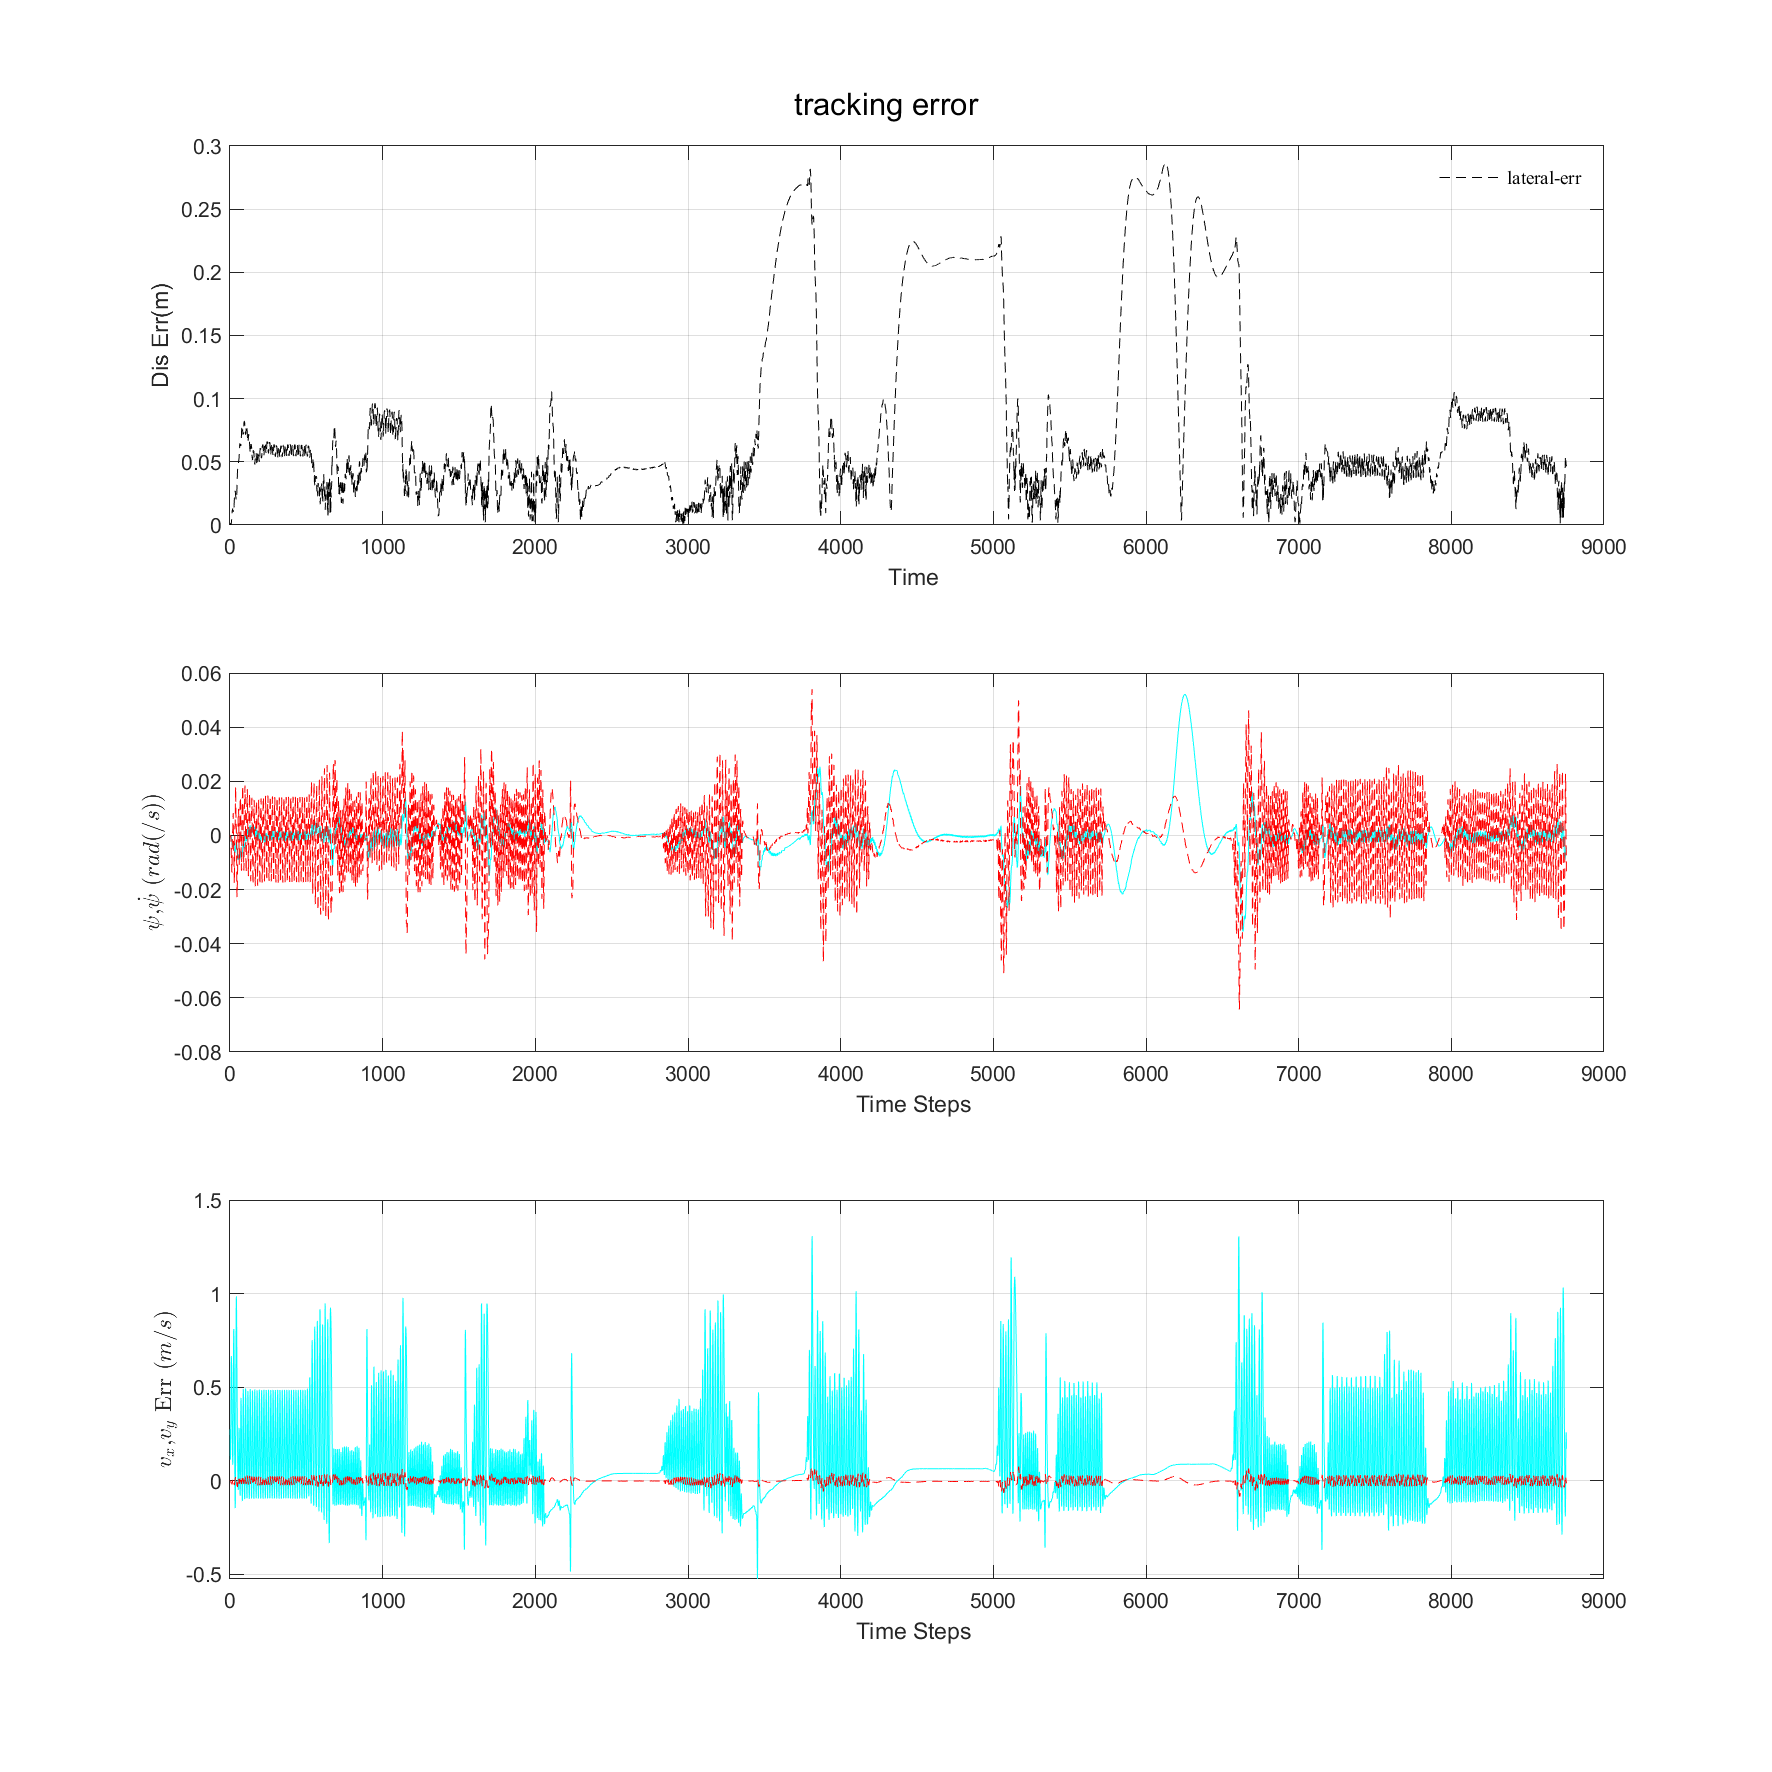 tracking error
0.3
0.25
0.2
0.15
0.1
0.05
0
Dis Err(m)
lateral-err
0 1000 2000 3000 4000 5000 6000 7000 8000 9000
Time
0.06
0.04
0.02
0
-0.02
-0.04
-0.06
-0.08
ψ,ψ̇ (rad(/s))
0 1000 2000 3000 4000 5000 6000 7000 8000 9000
Time Steps
1.5
1
0.5
0
-0.5
v_x,v_y Err (m/s)
0 1000 2000 3000 4000 5000 6000 7000 8000 9000
Time Steps